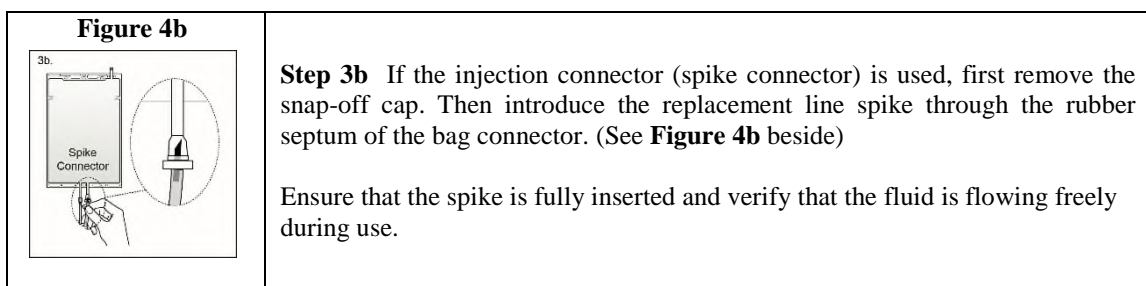 Figure 4b
3b.
Spike
Connector
Step 3b If the injection connector (spike connector) is used, first remove the
snap-off cap. Then introduce the replacement line spike through the rubber
septum of the bag connector. (See Figure 4b beside)
Ensure that the spike is fully inserted and verify that the fluid is flowing freely
during use.